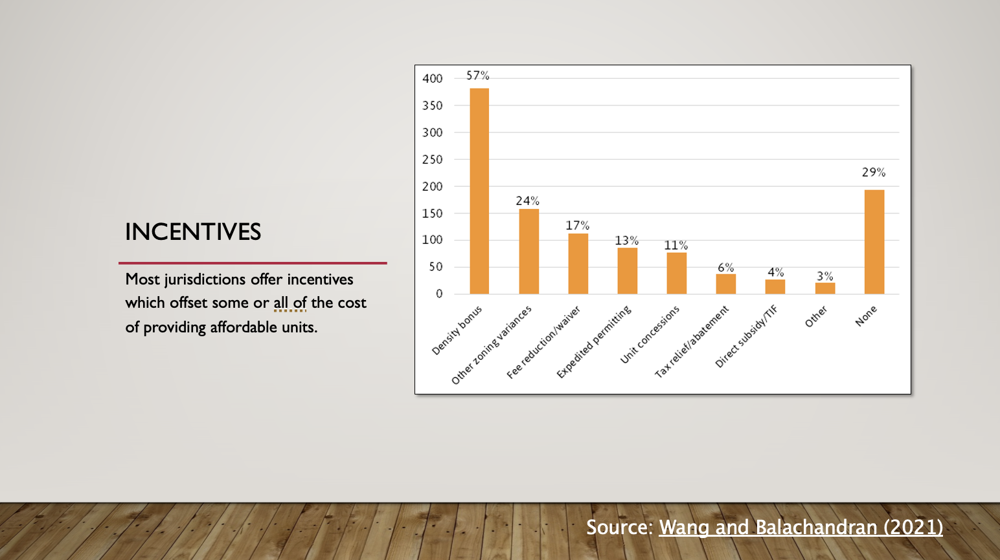 INCENTIVES
Most jurisdictions offer incentives
which offset some or all of the cost
of providing affordable units.
400
350
300
250
200
150
100
50
0
57%
24%
17%
13%
11%
6%
4%
3%
29%
Density bonus
Other zoning variances
Fee reduction/waiver
Expedited permitting
Unit concessions
Tax relief/abatement
Direct subsidy/TIF
Other
None
Source: Wang and Balachandran (2021)